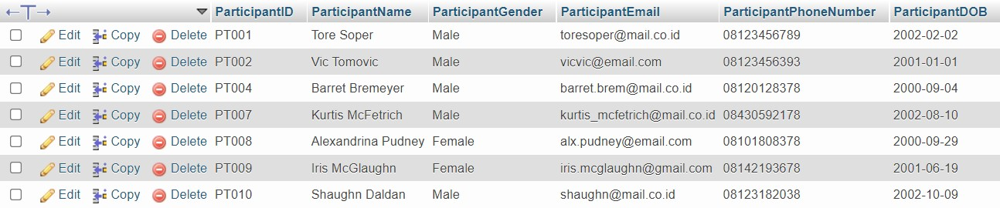 ParticipantID ParticipantName ParticipantGender ParticipantEmail ParticipantPhoneNumber ParticipantDOB
Edit Copy Delete PT001 Tore Soper Male toresoper@mail.co.id 08123456789 2002-02-02
Edit Copy Delete PT002 Vic Tomovic Male vicvic@email.com 08123456393 2001-01-01
Edit Copy Delete PT004 Barret Bremeyer Male barret.brem@mail.co.id 08120128378 2000-09-04
Edit Copy Delete PT007 Kurtis McFetrich Male kurtis_mcfetrich@mail.co.id 08430592178 2002-08-10
Edit Copy Delete PT008 Alexandrina Pudney Female alx.pudney@email.com 08101808378 2000-09-29
Edit Copy Delete PT009 Iris McGlaughn Female iris.mcglaughn@gmail.com 08142193678 2001-06-19
Edit Copy Delete PT010 Shaughn Daldan Male shaughn@mail.co.id 08123182038 2002-10-09